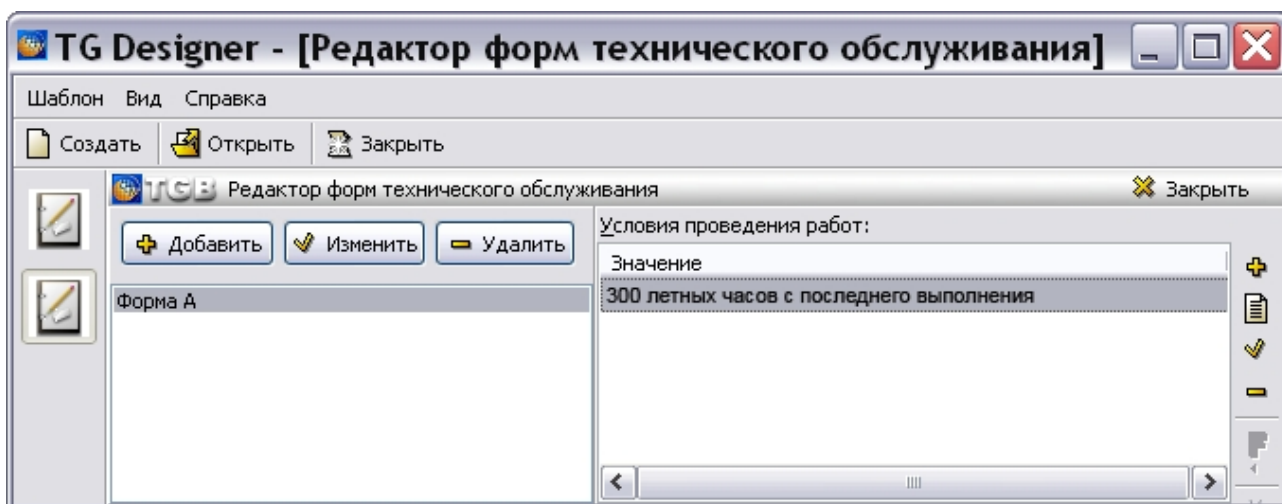 TG Designer - [Редактор форм технического обслуживания]
Шаблон Вид Справка
Создать Открыть Закрыть
TGB Редактор форм технического обслуживания Закрыть
Добавить Изменить Удалить
Условия проведения работ:
Значение
Форма А
300 летных часов с последнего выполнения